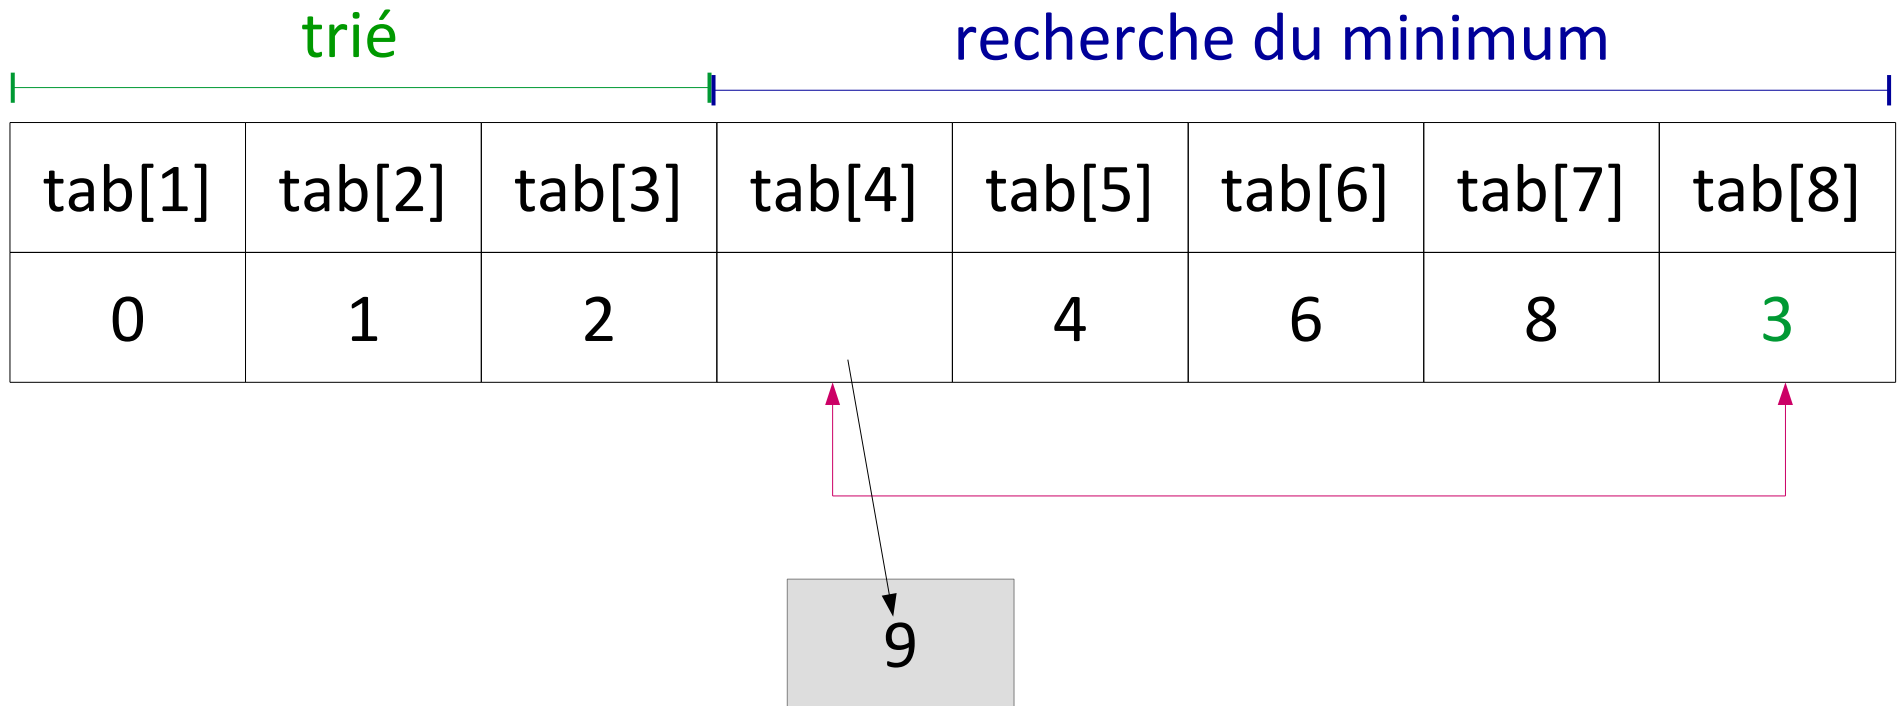 trié recherche du minimum
tab[1] tab[2] tab[3] tab[4] tab[5] tab[6] tab[7] tab[8]
0 1 2 4 6 8 3
9